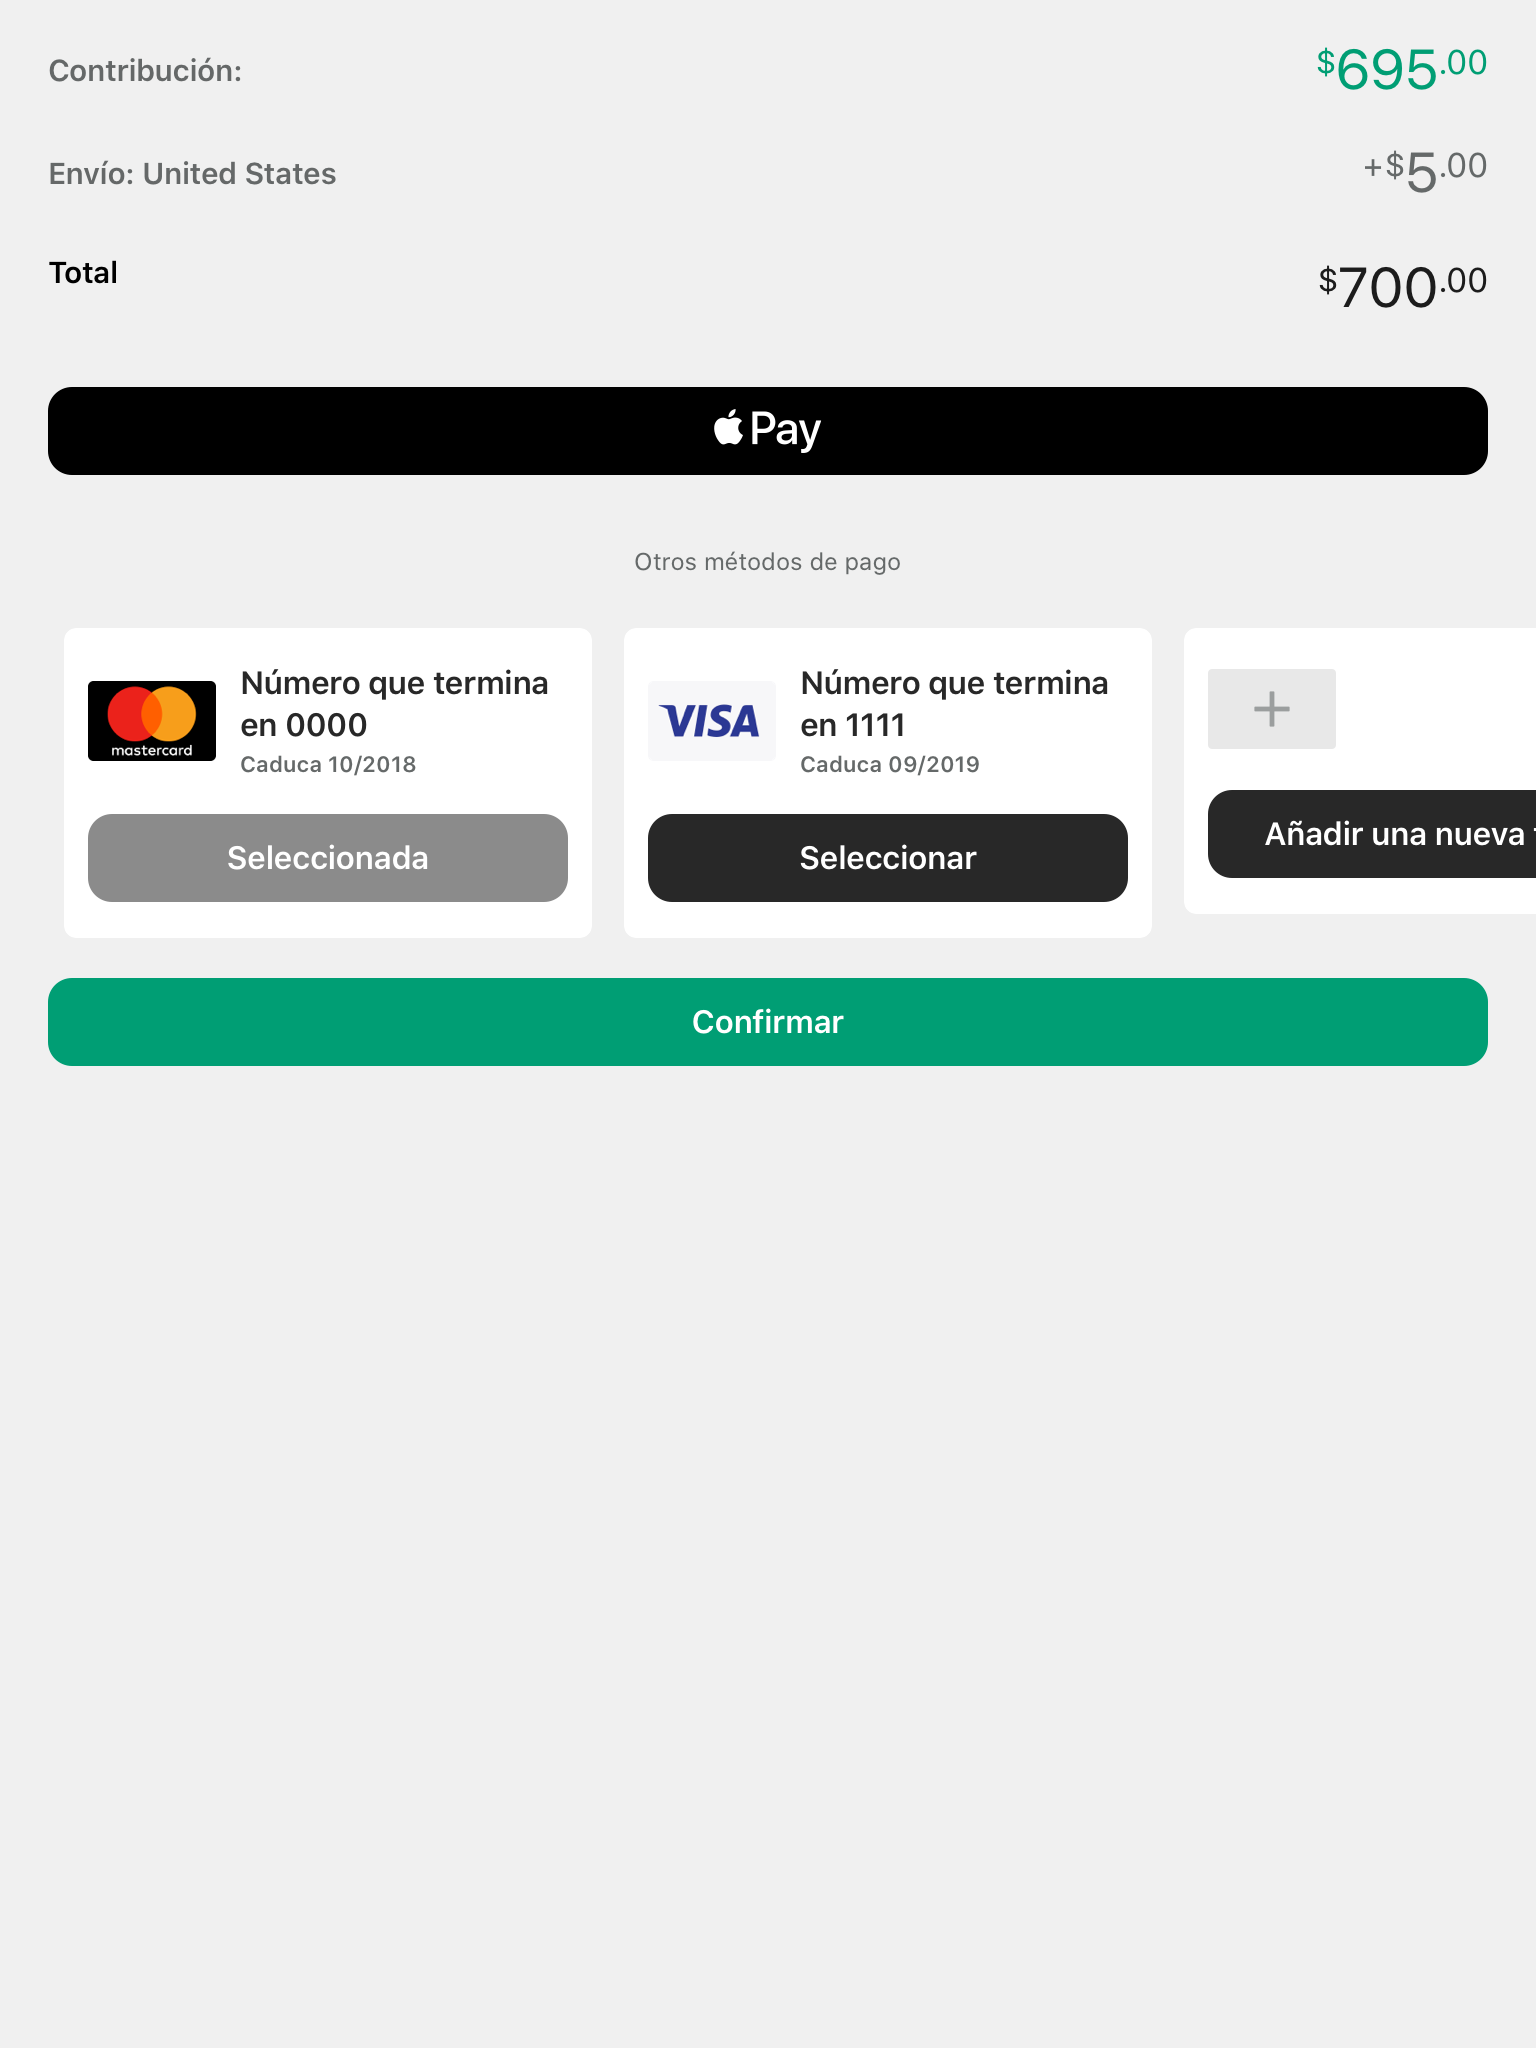 Contribución:
$695.00
Envío: United States
+$5.00
Total
$700.00
Pay
Otros métodos de pago
mastercard
Número que termina
en 0000
Caduca 10/2018
Seleccionada
VISA
Número que termina
en 1111
Caduca 09/2019
Seleccionar
Añadir una nueva
Confirmar